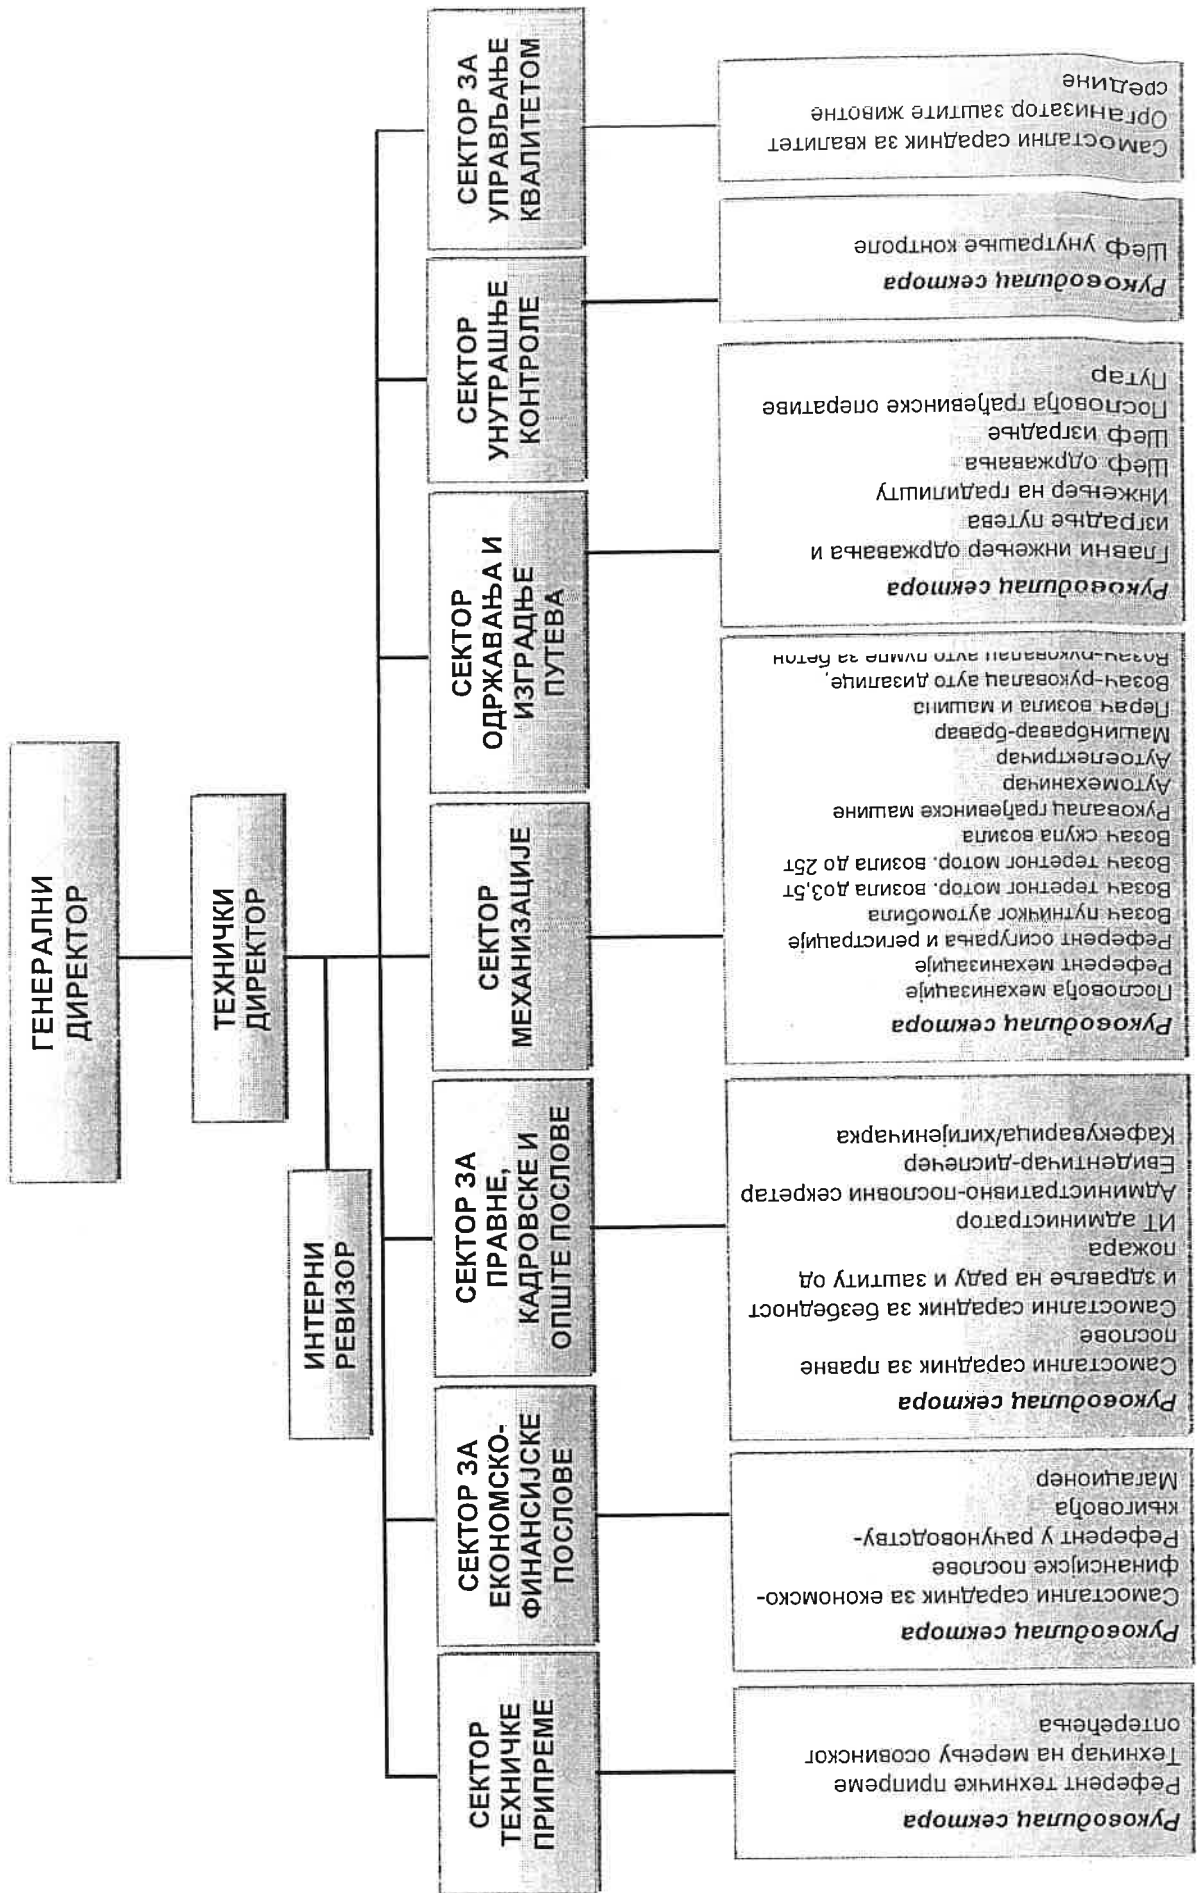 ГЕНЕРАЛНИ
ДИРЕКТОР
ТЕХНИЧКИ
ДИРЕКТОР
ИНТЕРНИ
РЕВИЗОР
СЕКТОР
ТЕХНИЧКЕ
ПРИПРЕМЕ
СЕКТОР ЗА
ЕКОНОМСКО-
ФИНАНСИЈСКЕ
ПОСЛОВЕ
СЕКТОР ЗА
ПРАВНЕ,
КАДРОВСКЕ И
ОПШТЕ ПОСЛОВЕ
СЕКТОР
МЕХАНИЗАЦИЈЕ
СЕКТОР
ОДРЖАВАЊА И
ИЗГРАДЊЕ
ПУТЕВА
СЕКТОР
УНУТРАШЊЕ
КОНТРОЛЕ
СЕКТОР ЗА
УПРАВЉАЊЕ
КВАЛИТЕТОМ
Руководилац сектора
Референт техничке припреме
Техничар на мерењу осовинског
оптерећења
Руководилац сектора
Самостални сарадник за економско-
финансијске послове
Референт у рачуноводству-
књиговођа
Магационер
Руководилац сектора
Самостални сарадник за правне
послове
Самостални сарадник за безбедност
и здравље на раду и заштиту од
пожара
ИТ администратор
Административно-пословни секретар
Евидентичар-диспечер
Кафекуварица/хигијеничарка
Руководилац сектора
Пословођа механизације
Референт механизације
Референт осигурања и регистрације
Возач путничког аутомобила
Возач теретног мотор. возила до3,5т
Возач теретног мотор. возила до 25т
Возач скупа возила
Руковалац грађевинске машине
Аутомеханичар
Аутоелектричар
Машинбравар-бравар
Перач возила и машина
Возач-руковалац ауто дизалице,
Возач-руковалац ауто пумпе за бетон
Руководилац сектора
Главни инжењер одржавања и
изградње путева
Инжењер на градилишту
Шеф одржавања
Шеф изградње
Пословођа грађевинске оперативе
Путар
Руководилац сектора
Шеф унутрашње контроле
Самостални сарадник за квалитет
Организатор заштите животне
средине